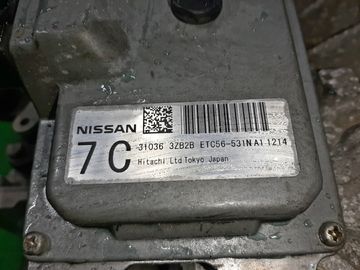 NISSAN
7C 31036 3ZB2B ETC56-531N A1 1214
Hitachi Ltd Tokyo Japan